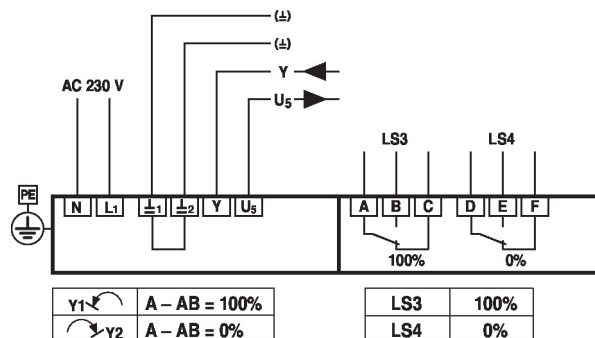 (⊥)
(⊥)
Y
U5
AC 230 V
LS3 LS4
PE
N L1 ⊥1 ⊥2 Y U5 A B C D E F
100% 0%
Y1 A – AB = 100%
Y2 A – AB = 0%
LS3 100%
LS4 0%